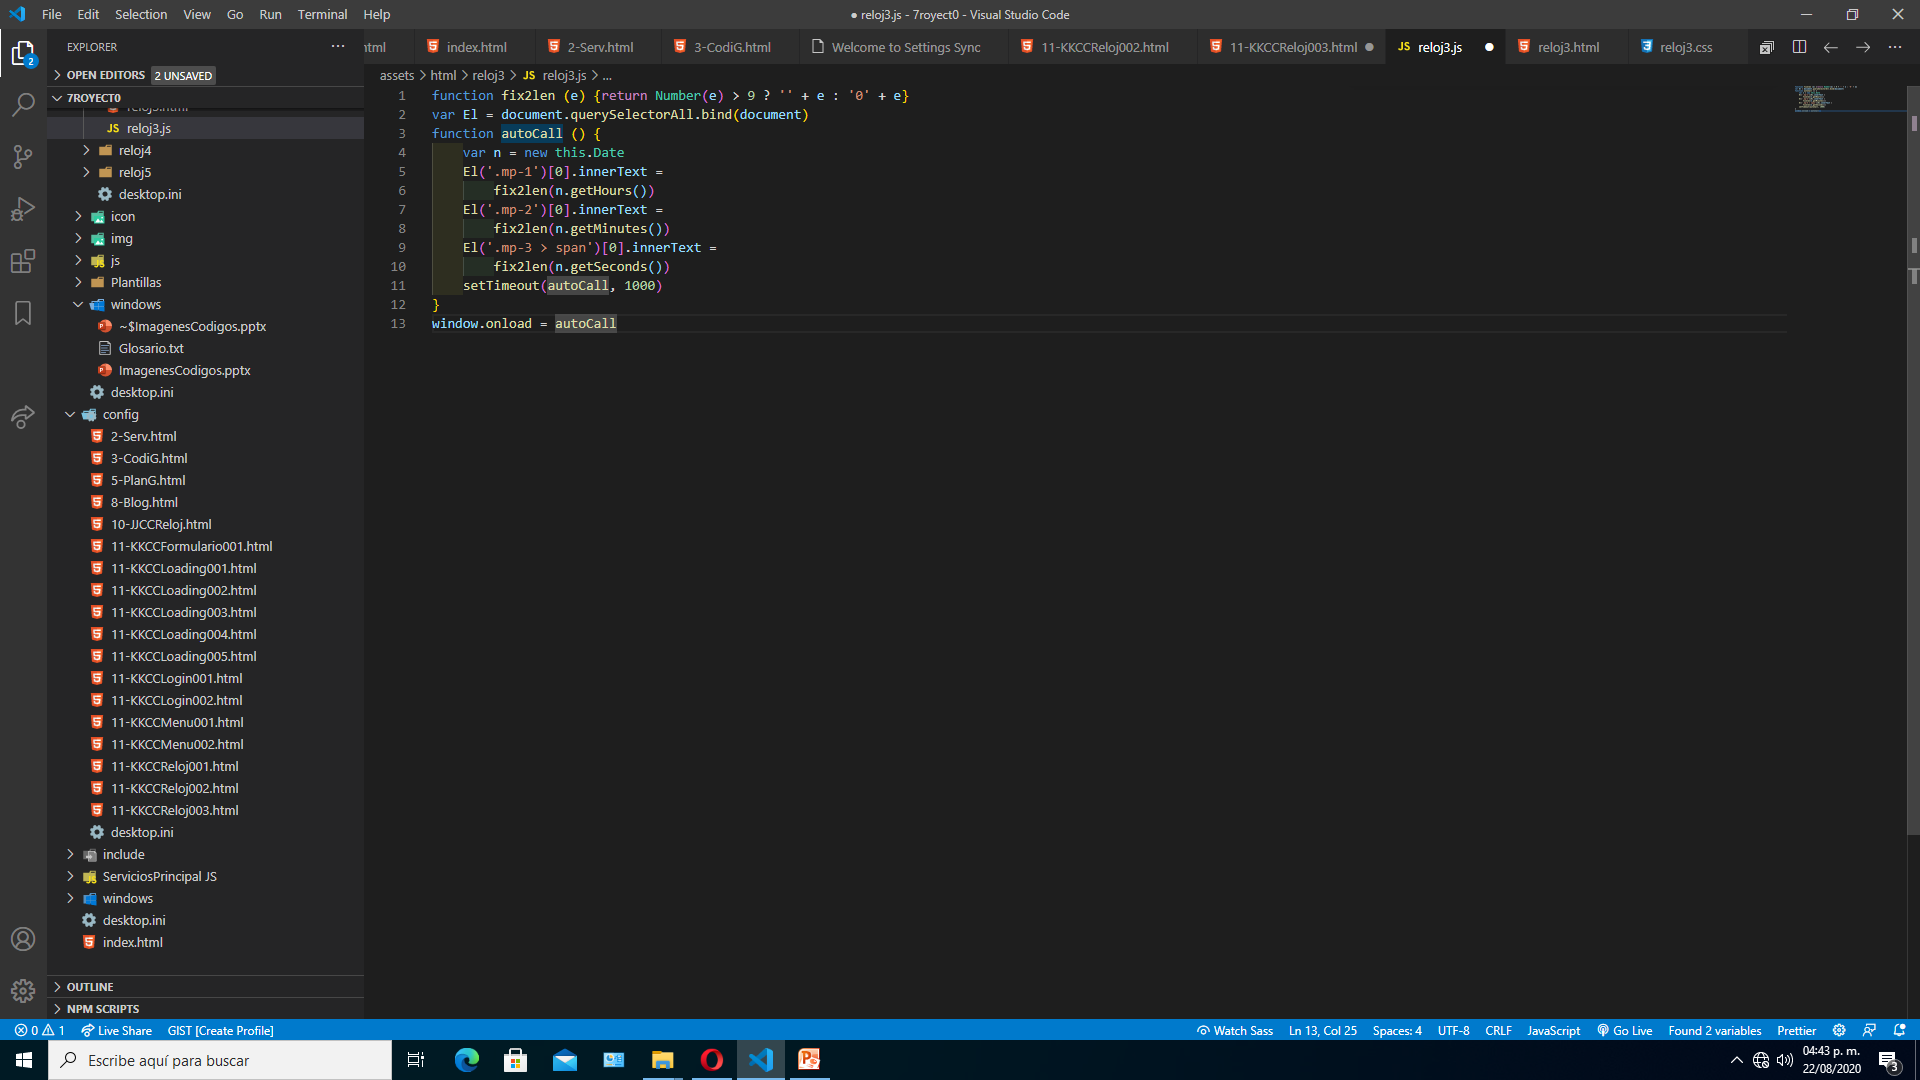 File Edit Selection View Go Run Terminal Help
● reloj3.js - 7royect0 - Visual Studio Code
EXPLORER
OPEN EDITORS 2 UNSAVED
7ROYECT0
reloj3.html
reloj3.js
reloj4
reloj5
desktop.ini
icon
img
js
Plantillas
windows
~$ImagenesCodigos.pptx
Glosario.txt
ImagenesCodigos.pptx
desktop.ini
config
2-Serv.html
3-CodiG.html
5-PlanG.html
8-Blog.html
10-JJCCReloj.html
11-KKCCFormulario001.html
11-KKCCLoading001.html
11-KKCCLoading002.html
11-KKCCLoading003.html
11-KKCCLoading004.html
11-KKCCLoading005.html
11-KKCCLogin001.html
11-KKCCLogin002.html
11-KKCCMenu001.html
11-KKCCMenu002.html
11-KKCCReloj001.html
11-KKCCReloj002.html
11-KKCCReloj003.html
desktop.ini
include
ServiciosPrincipal JS
windows
desktop.ini
index.html
OUTLINE
NPM SCRIPTS
html index.html 2-Serv.html 3-CodiG.html Welcome to Settings Sync 11-KKCCReloj002.html 11-KKCCReloj003.html JS reloj3.js reloj3.html reloj3.css
assets > html > reloj3 > JS reloj3.js > ...
1 function fix2len (e) {return Number(e) > 9 ? '' + e : '0' + e}
2 var El = document.querySelectorAll.bind(document)
3 function autoCall () {
4 var n = new this.Date
5 El('.mp-1')[0].innerText =
6 fix2len(n.getHours())
7 El('.mp-2')[0].innerText =
8 fix2len(n.getMinutes())
9 El('.mp-3 > span')[0].innerText =
10 fix2len(n.getSeconds())
11 setTimeout(autoCall, 1000)
12 }
13 window.onload = autoCall
0 1 Live Share GIST [Create Profile]
Watch Sass Ln 13, Col 25 Spaces: 4 UTF-8 CRLF JavaScript Go Live Found 2 variables Prettier
Escribe aquí para buscar
04:43 p. m.
22/08/2020
3